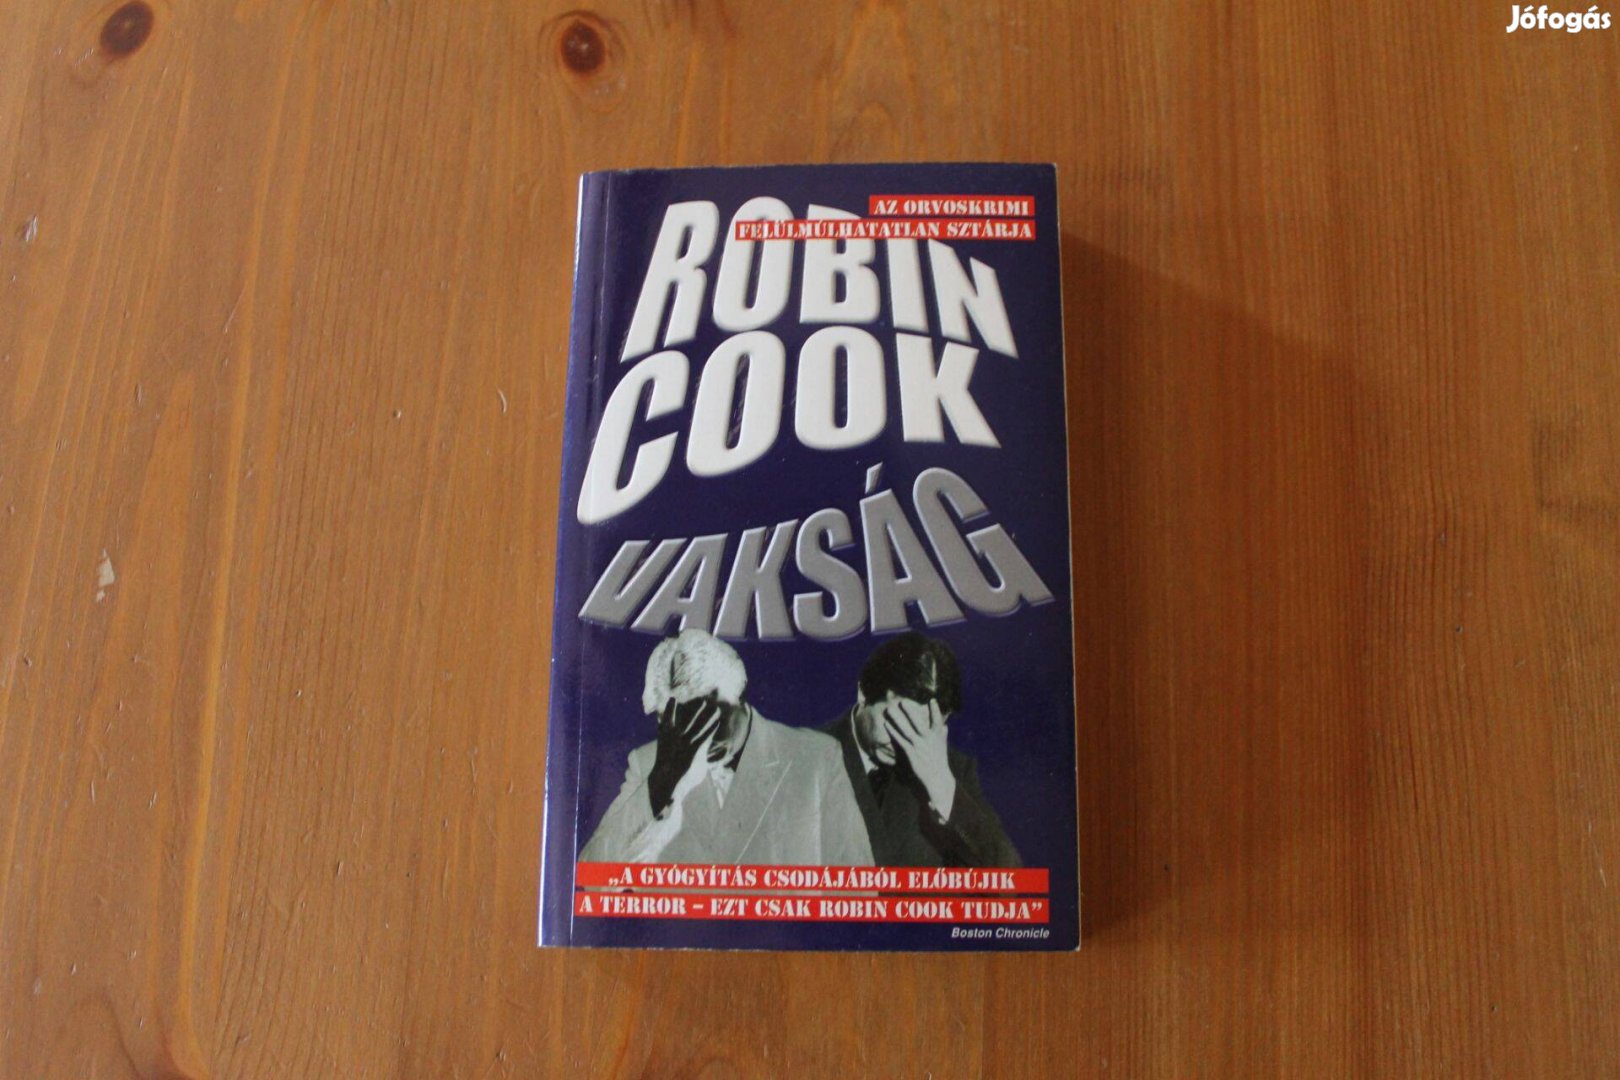 Jófogás
AZ ORVOSKRIMI
FELÜLMÚLHATATLAN SZTÁRJA
ROBIN
COOK
VAKSÁG
„A GYÓGYÍTÁS CSODÁJÁBÓL ELŐBÚJIK
A TERROR – EZT CSAK ROBIN COOK TUDJA”
Boston Chronicle